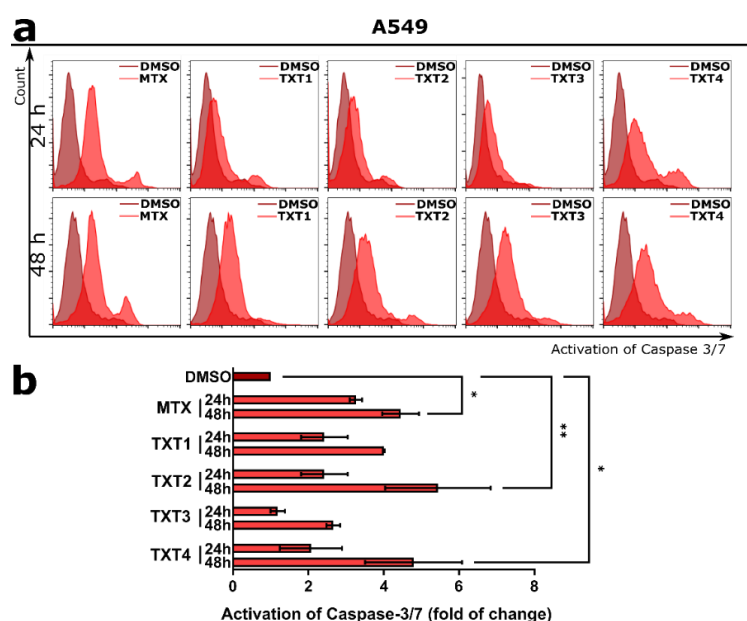 a
A549
Count
24 h
DMSO
MTX
DMSO
TXT1
DMSO
TXT2
DMSO
TXT3
DMSO
TXT4
48 h
DMSO
MTX
DMSO
TXT1
DMSO
TXT2
DMSO
TXT3
DMSO
TXT4
Activation of Caspase 3/7
b
DMSO
MTX
24h
48h
TXT1
24h
48h
TXT2
24h
48h
TXT3
24h
48h
TXT4
24h
48h
*
**
*
0 2 4 6 8
Activation of Caspase-3/7 (fold of change)